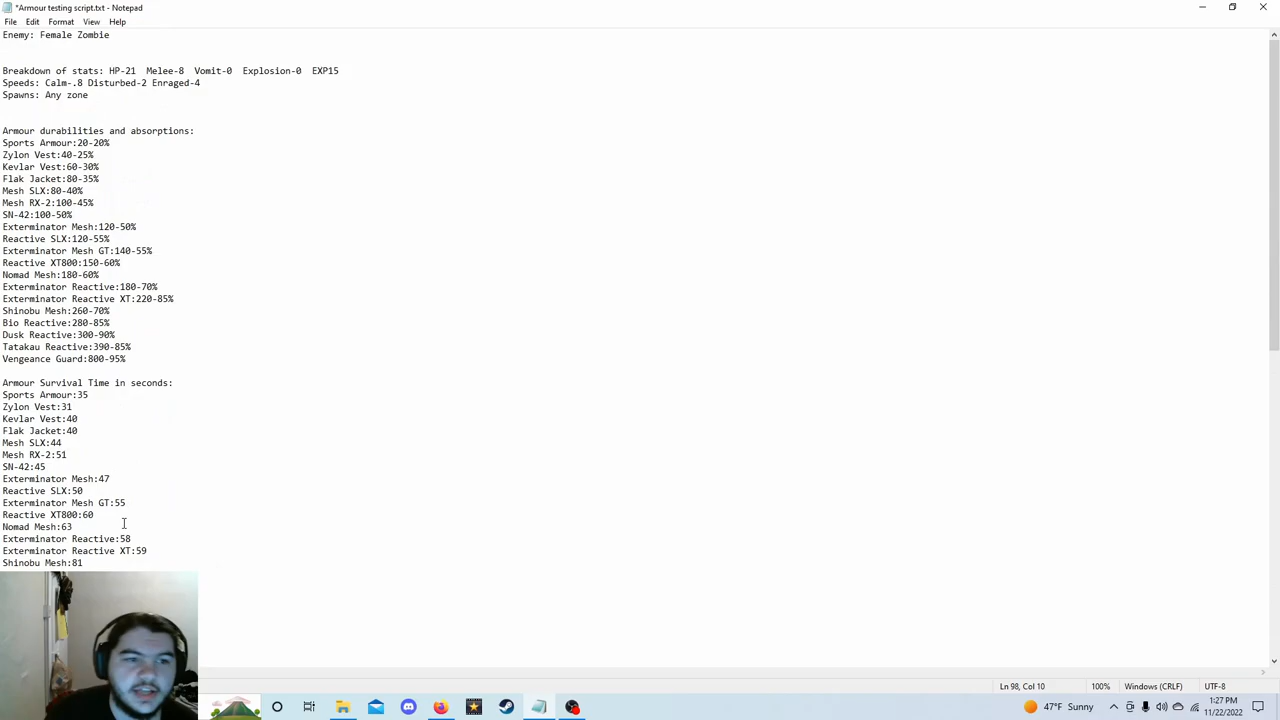 *Armour testing script.txt - Notepad
File Edit Format View Help
Enemy: Female Zombie
Breakdown of stats: HP-21 Melee-8 Vomit-0 Explosion-0 EXP15
Speeds: Calm-.8 Disturbed-2 Enraged-4
Spawns: Any zone
Armour durabilities and absorptions:
Sports Armour:20-20%
Zylon Vest:40-25%
Kevlar Vest:60-30%
Flak Jacket:80-35%
Mesh SLX:80-40%
Mesh RX-2:100-45%
SN-42:100-50%
Exterminator Mesh:120-50%
Reactive SLX:120-55%
Exterminator Mesh GT:140-55%
Reactive XT800:150-60%
Nomad Mesh:180-60%
Exterminator Reactive:180-70%
Exterminator Reactive XT:220-85%
Shinobu Mesh:260-70%
Bio Reactive:280-85%
Dusk Reactive:300-90%
Tatakau Reactive:390-85%
Vengeance Guard:800-95%
Armour Survival Time in seconds:
Sports Armour:35
Zylon Vest:31
Kevlar Vest:40
Flak Jacket:40
Mesh SLX:44
Mesh RX-2:51
SN-42:45
Exterminator Mesh:47
Reactive SLX:50
Exterminator Mesh GT:55
Reactive XT800:60
Nomad Mesh:63
Exterminator Reactive:58
Exterminator Reactive XT:59
Shinobu Mesh:81
Ln 98, Col 10 100% Windows (CRLF) UTF-8
47°F Sunny 1:27 PM
11/22/2022